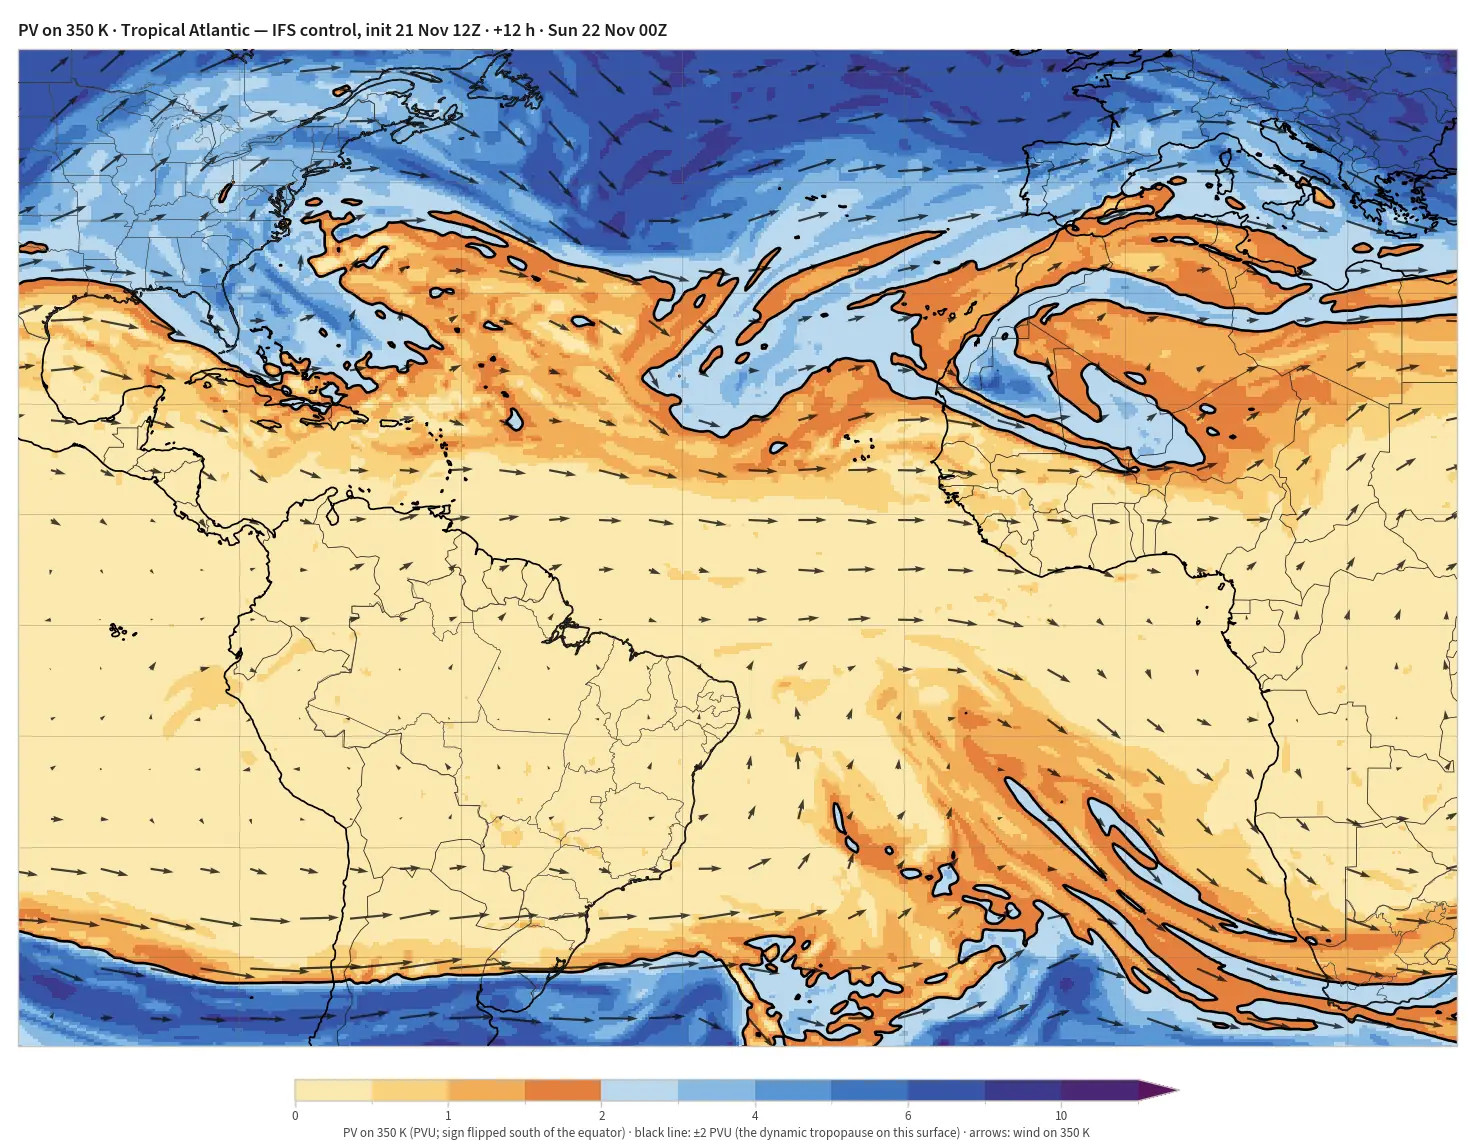 PV on 350 K · Tropical Atlantic — IFS control, init 21 Nov 12Z · +12 h · Sun 22 Nov 00Z
0 1 2 4 6 10
PV on 350 K (PVU; sign flipped south of the equator) · black line: ±2 PVU (the dynamic tropopause on this surface) · arrows: wind on 350 K